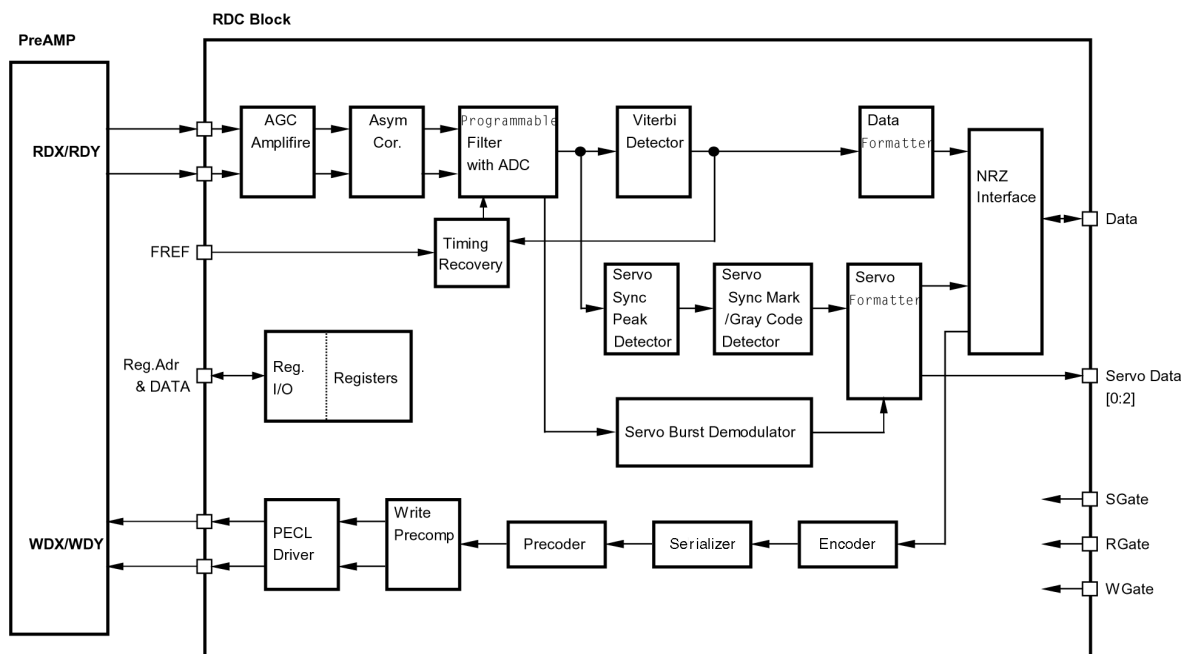 RDC Block
PreAMP
RDX/RDY
AGC
Amplifire
Asym
Cor.
Programmable
Filter
with ADC
Viterbi
Detector
Data
Formatter
NRZ
Interface
Data
FREF
Timing
Recovery
Servo
Sync
Peak
Detector
Servo
Sync Mark
/Gray Code
Detector
Servo
Formatter
Reg.Adr
& DATA
Reg.
I/O
Registers
Servo Data
[0:2]
Servo Burst Demodulator
WDX/WDY
PECL
Driver
Write
Precomp
Precoder
Serializer
Encoder
SGate
RGate
WGate